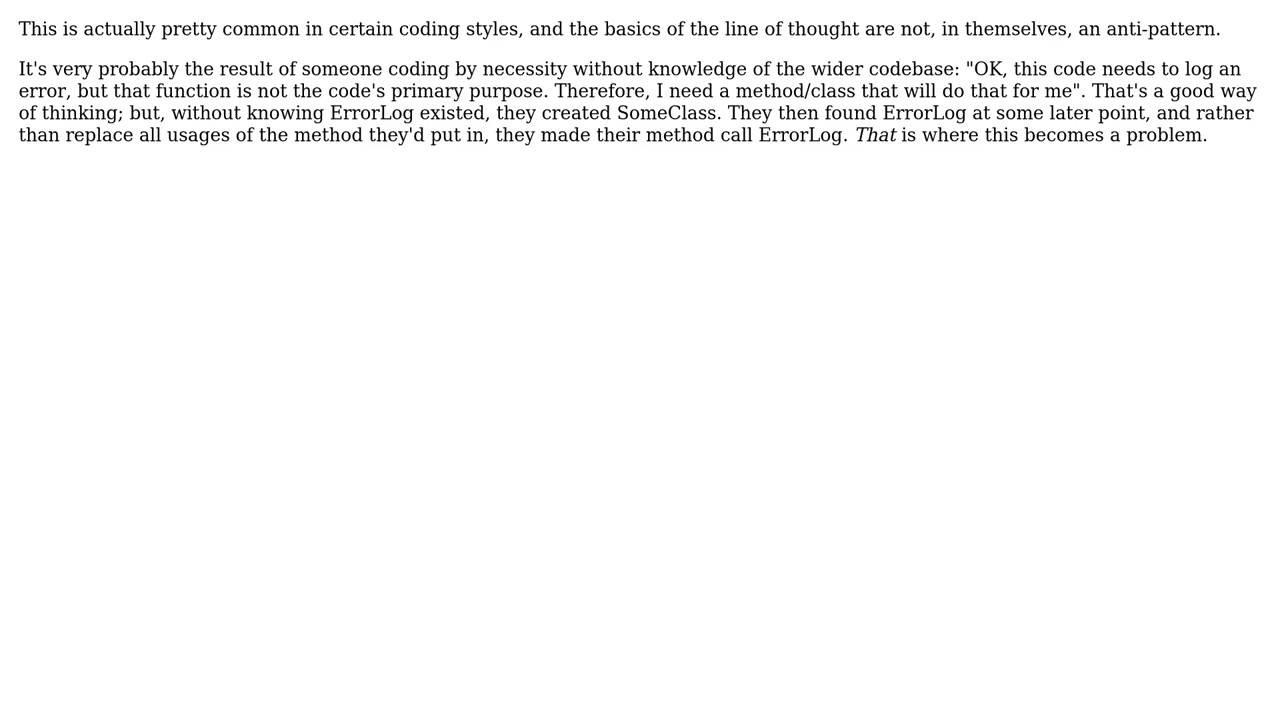 This is actually pretty common in certain coding styles, and the basics of the line of thought are not, in themselves, an anti-pattern.
It's very probably the result of someone coding by necessity without knowledge of the wider codebase: "OK, this code needs to log an
error, but that function is not the code's primary purpose. Therefore, I need a method/class that will do that for me". That's a good way
of thinking; but, without knowing ErrorLog existed, they created SomeClass. They then found ErrorLog at some later point, and rather
than replace all usages of the method they'd put in, they made their method call ErrorLog. That is where this becomes a problem.